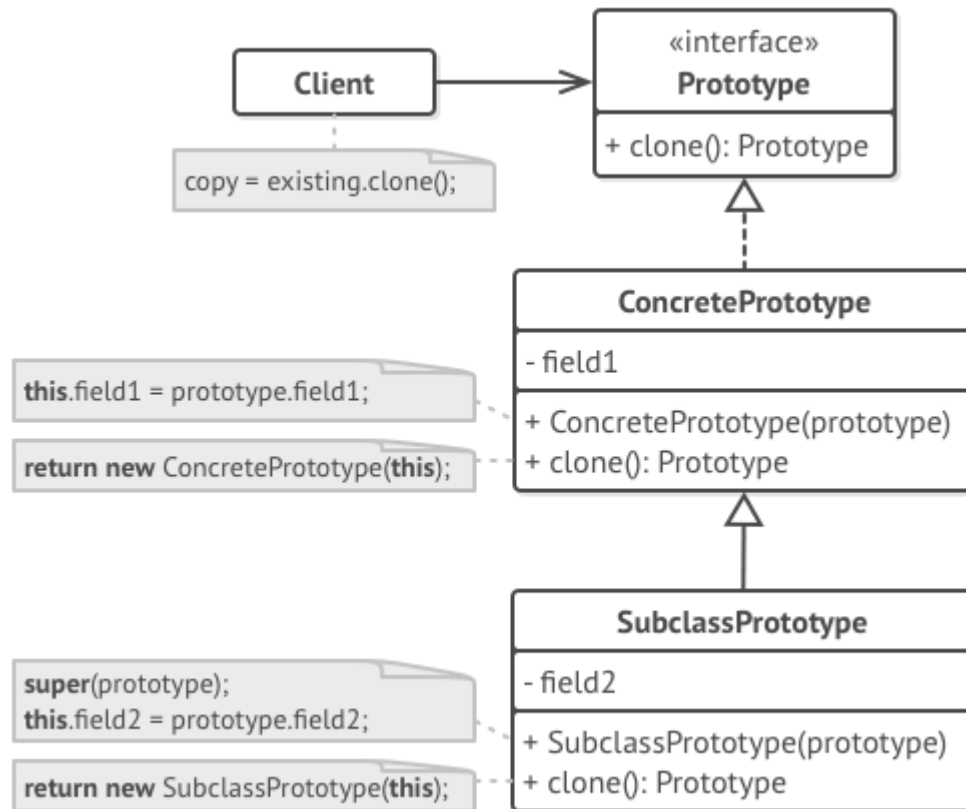 «interface»
Prototype
+ clone(): Prototype
Client
copy = existing.clone();
ConcretePrototype
- field1
+ ConcretePrototype(prototype)
+ clone(): Prototype
this.field1 = prototype.field1;
return new ConcretePrototype(this);
SubclassPrototype
- field2
+ SubclassPrototype(prototype)
+ clone(): Prototype
super(prototype);
this.field2 = prototype.field2;
return new SubclassPrototype(this);